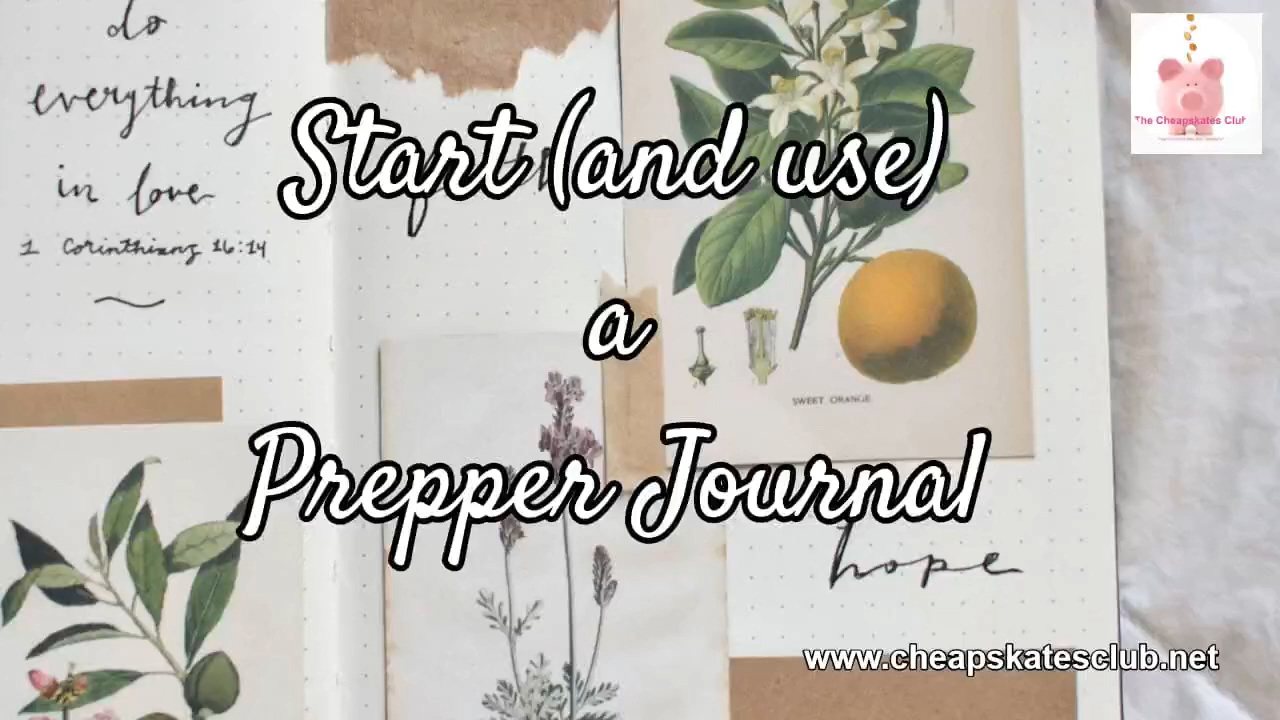 do
everything
in love
1 Corinthians 16:14
Start (and use)
a
Prepper Journal
SWEET ORANGE
hope
The Cheapskates Club
www.cheapskatesclub.net